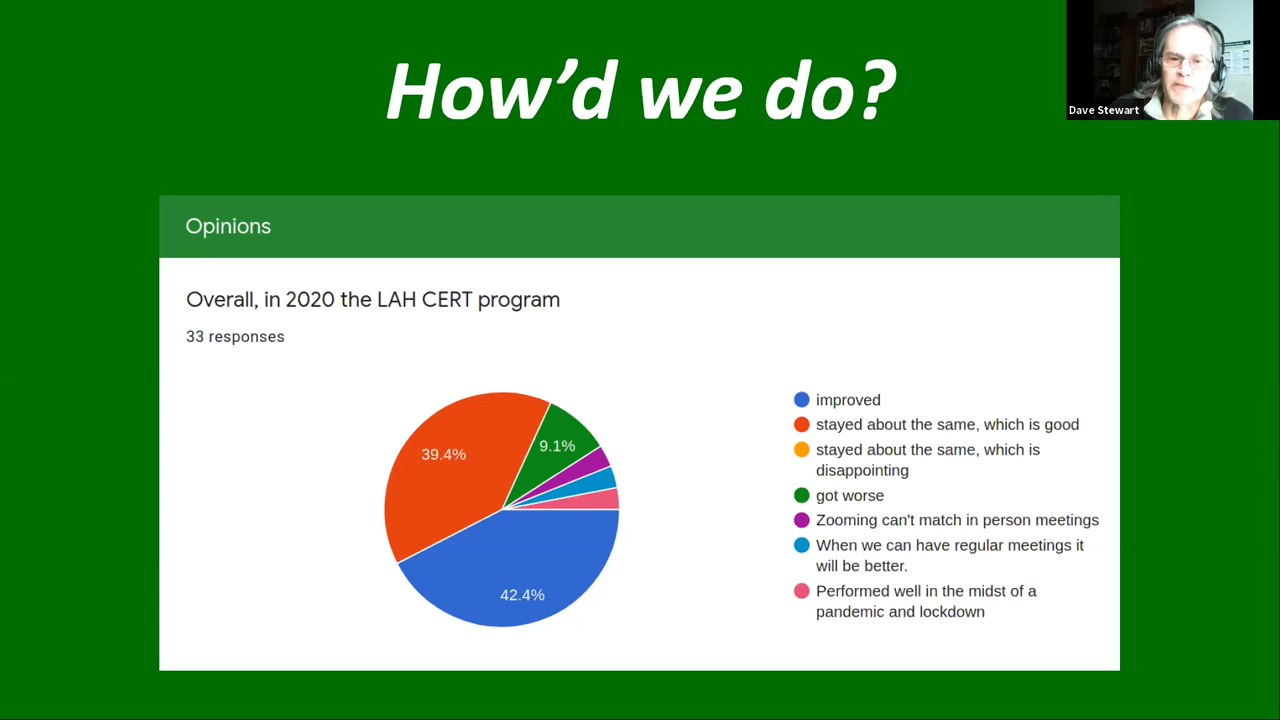 How'd we do?
Dave Stewart
Opinions
Overall, in 2020 the LAH CERT program
33 responses
39.4%
9.1%
42.4%
improved
stayed about the same, which is good
stayed about the same, which is
disappointing
got worse
Zooming can't match in person meetings
When we can have regular meetings it
will be better.
Performed well in the midst of a
pandemic and lockdown